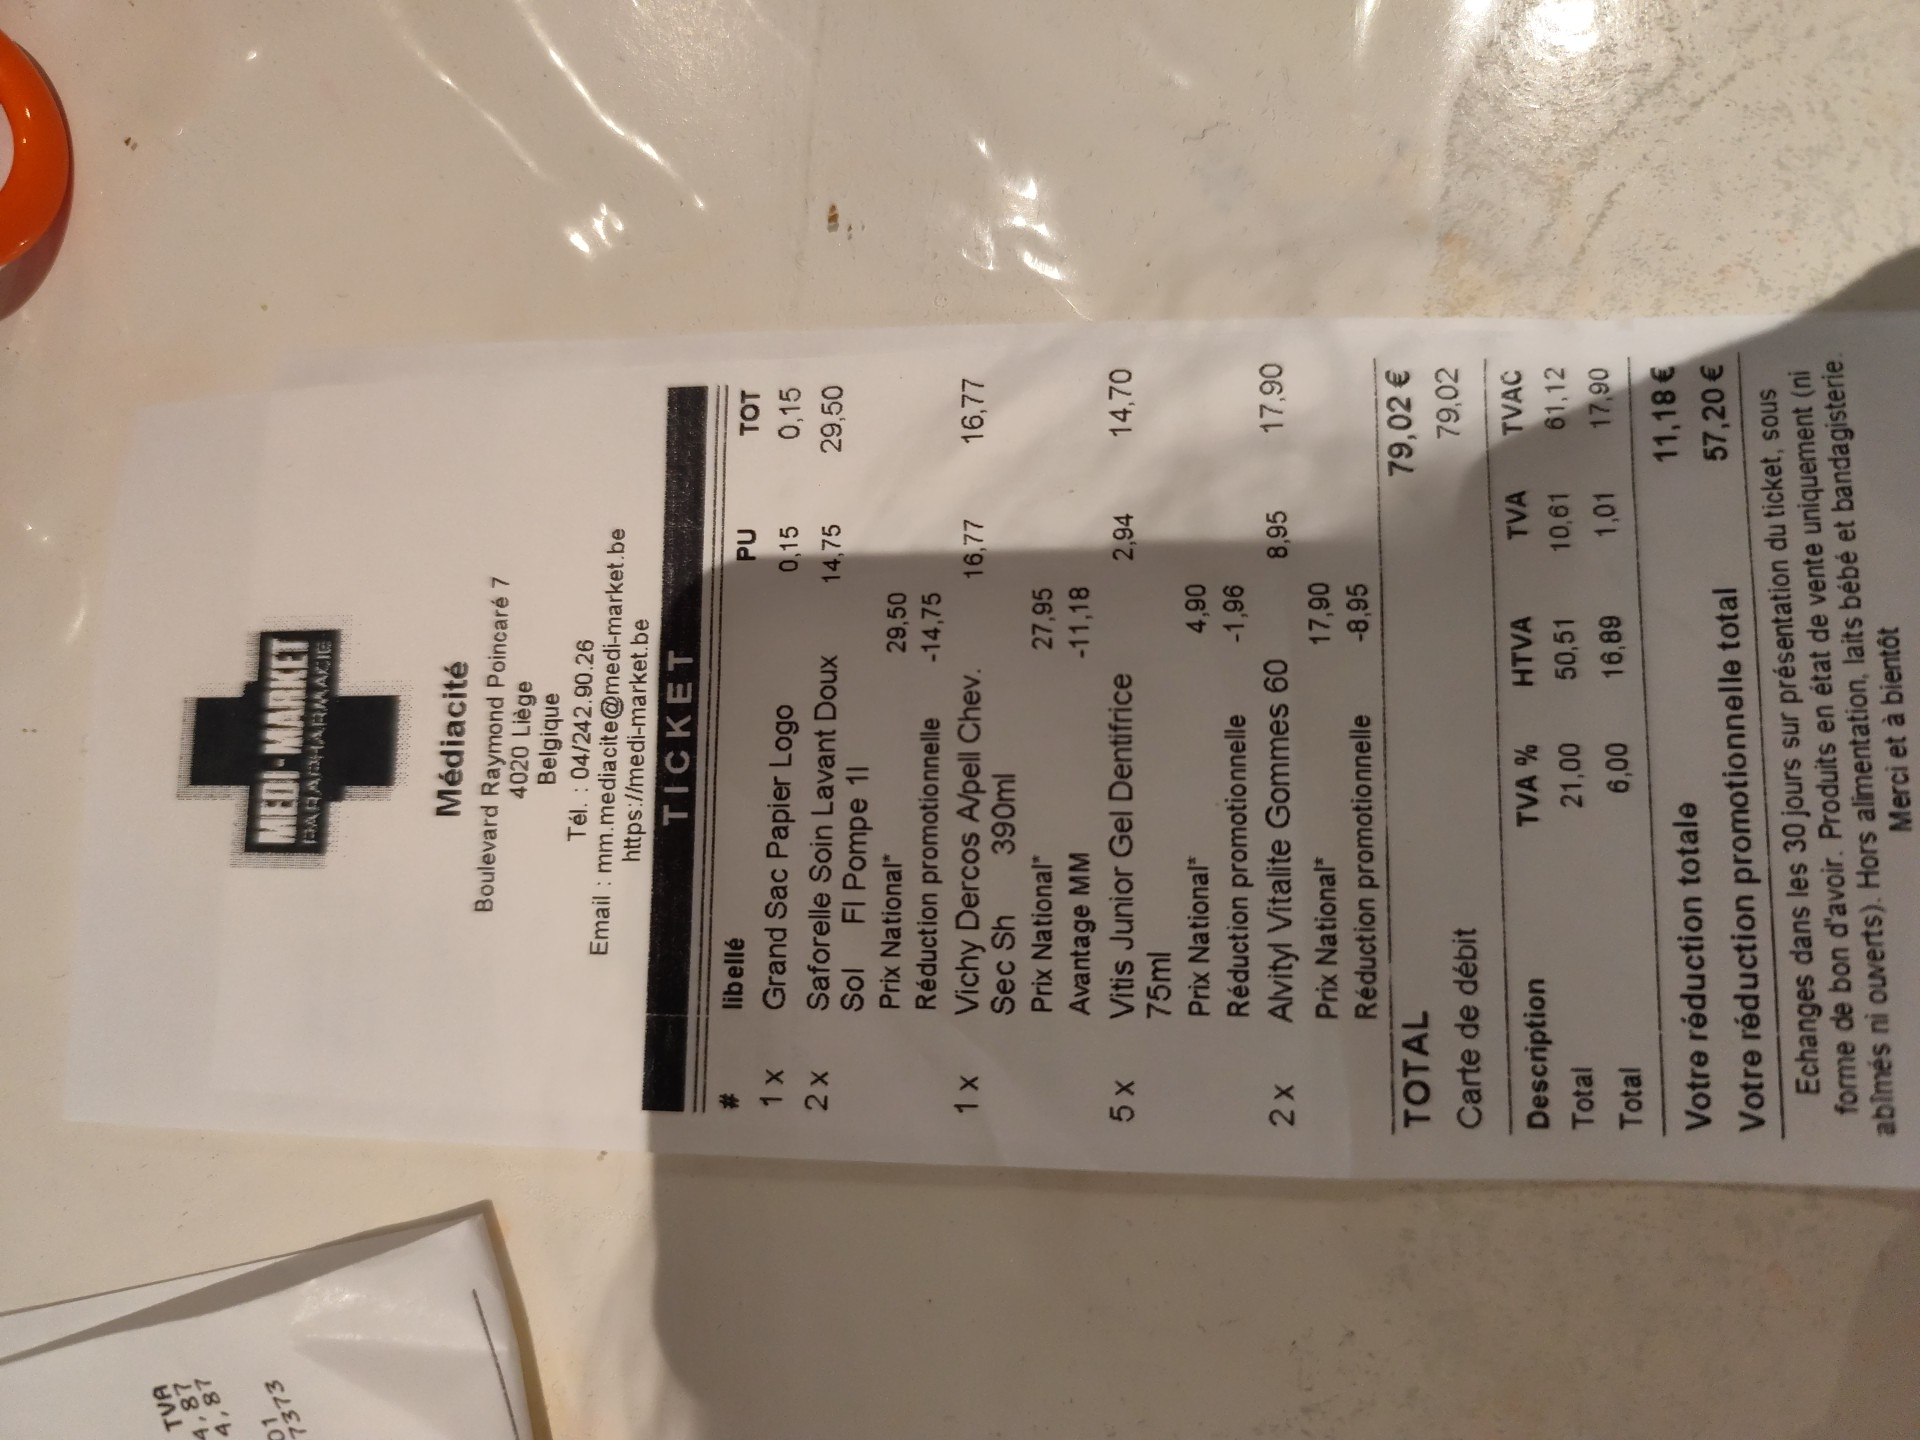 MEDI-MARKET
PARAPHARMACIE
Médiacité
Boulevard Raymond Poincaré 7
4020 Liège
Belgique
Tél. : 04/242.90.26
Email : mm.mediacite@medi-market.be
https://medi-market.be
TICKET
# libellé PU TOT
1 x Grand Sac Papier Logo 0,15 0,15
2 x Saforelle Soin Lavant Doux 14,75 29,50
Sol Fl Pompe 1l
Prix National* 29,50
Réduction promotionnelle -14,75
1 x Vichy Dercos A/pell Chev. 16,77 16,77
Sec Sh 390ml
Prix National* 27,95
Avantage MM -11,18
5 x Vitis Junior Gel Dentifrice 2,94 14,70
75ml
Prix National* 4,90
Réduction promotionnelle -1,96
2 x Alvityl Vitalite Gommes 60 8,95 17,90
Prix National* 17,90
Réduction promotionnelle -8,95
TOTAL 79,02 €
Carte de débit 79,02
Description TVA % HTVA TVA TVAC
Total 21,00 50,51 10,61 61,12
Total 6,00 16,89 1,01 17,90
Votre réduction totale 11,18 €
Votre réduction promotionnelle total 57,20 €
Echanges dans les 30 jours sur présentation du ticket, sous
forme de bon d'avoir. Produits en état de vente uniquement (ni
abîmés ni ouverts). Hors alimentation, laits bébé et bandagisterie.
Merci et à bientôt
TVA
4,87
4,87
01
7373